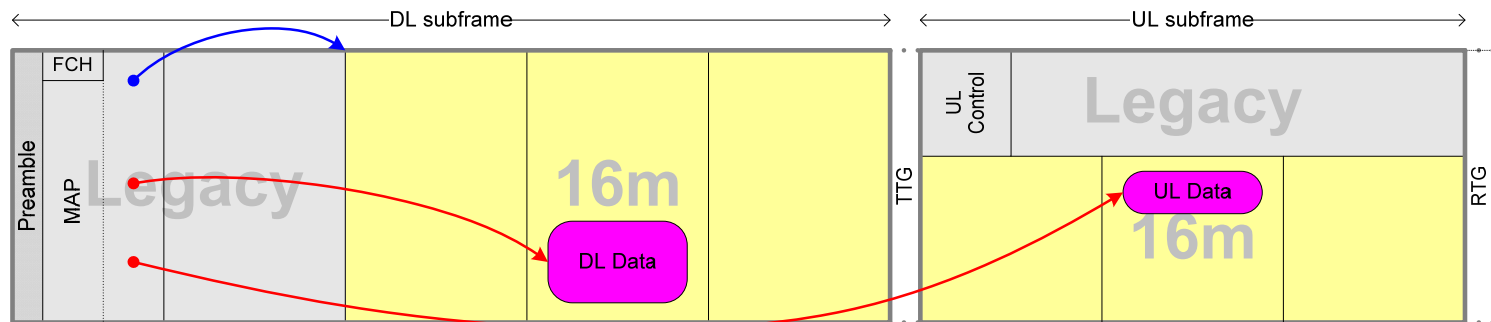 DL subframe
UL subframe
FCH
Preamble
MAP
Legacy
16m
DL Data
TTG
UL
Control
Legacy
UL Data
16m
RTG